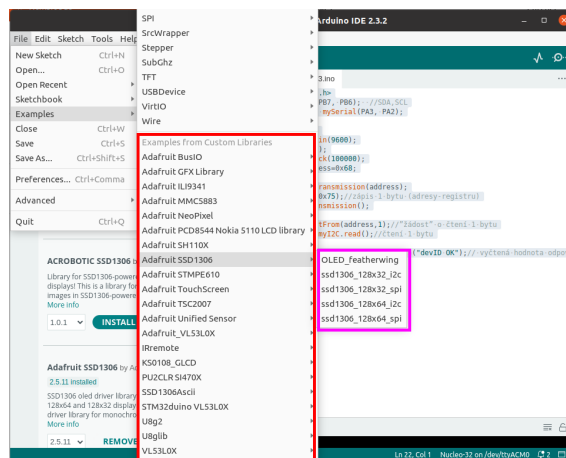 Arduino IDE 2.3.2
File Edit Sketch Tools Help
New Sketch Ctrl+N
Open... Ctrl+O
Open Recent
Sketchbook
Examples
Close Ctrl+W
Save Ctrl+S
Save As... Ctrl+Shift+S
Preferences... Ctrl+Comma
Advanced
Quit Ctrl+Q
SPI
SrcWrapper
Stepper
SubGhz
TFT
USBDevice
VirtIO
Wire
Examples from Custom Libraries
Adafruit BusIO
Adafruit GFX Library
Adafruit ILI9341
Adafruit MMC5883
Adafruit NeoPixel
Adafruit PCD8544 Nokia 5110 LCD library
Adafruit SH110X
Adafruit SSD1306
Adafruit STMPE610
Adafruit TouchScreen
Adafruit TSC2007
Adafruit Unified Sensor
Adafruit_VL53L0X
IRremote
KS0108_GLCD
PU2CLR SI470X
SSD1306Ascii
STM32duino VL53L0X
U8g2
U8glib
VL53L0X
OLED_featherwing
ssd1306_128x32_i2c
ssd1306_128x32_spi
ssd1306_128x64_i2c
ssd1306_128x64_spi
3.ino
.h>
PB7, PB6); //SDA,SCL
mySerial(PA3, PA2);
in(9600);
);
ck(100000);
ess=0x68;
ransmission(address);
0x75);//zápis 1 bytu (adresy registru)
nsmission();
tFrom(address,1);//"žádost" o čtení 1 bytu
myI2C.read();//čtení 1 bytu
("devID OK");// vyčtená hodnota odpo
ACROBOTIC SSD1306 b
Library for SSD1306-power
displays! This is a library fo
images in SSD1306-powere
More info
1.0.1 INSTALL
Adafruit SSD1306 by Ad
2.5.11 installed
SSD1306 oled driver library
128x64 and 128x32 display
driver library for monochro
More info
2.5.11 REMOVE
Ln 22, Col 1 Nucleo-32 on /dev/ttyACM0 2